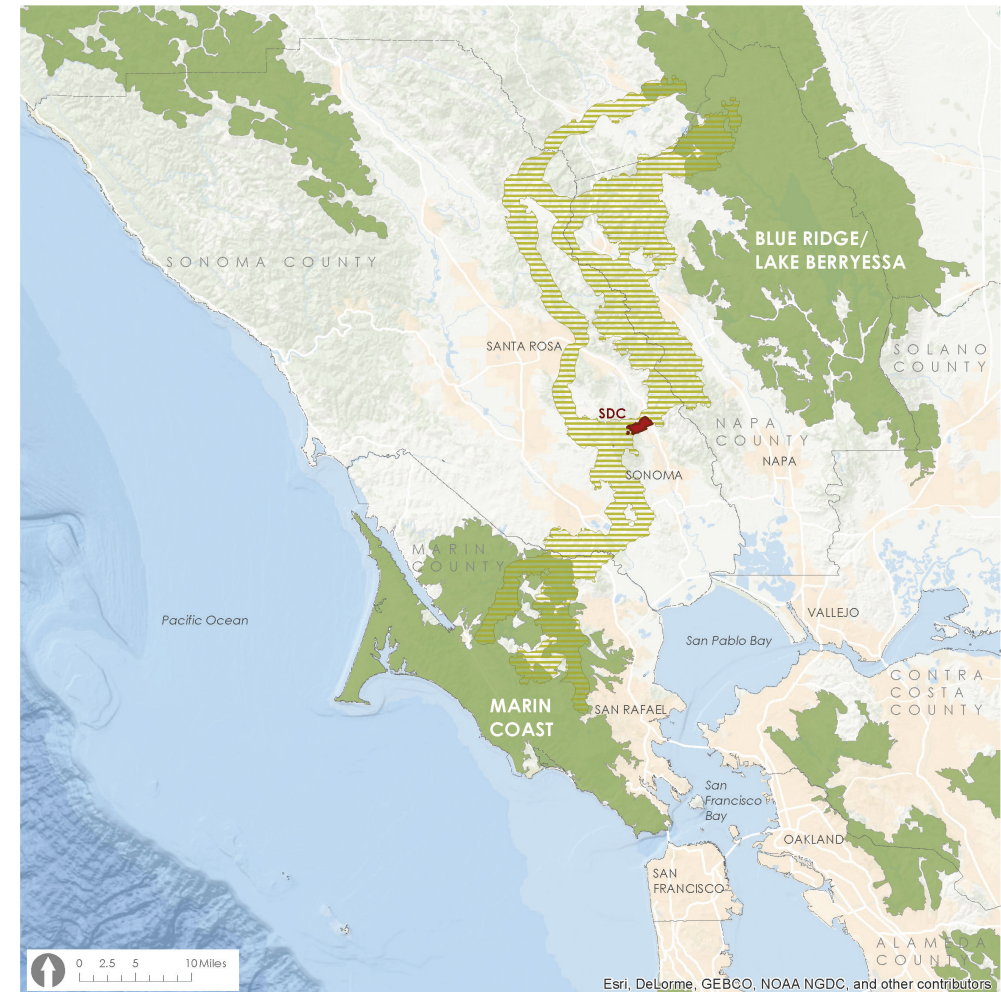 BLUE RIDGE/
LAKE BERRYESSA
SONOMA COUNTY
SANTA ROSA
SOLANO
COUNTY
SDC
NAPA
COUNTY
NAPA
SONOMA
MARIN
COUNTY
Pacific Ocean
VALLEJO
San Pablo Bay
CONTRA
COSTA
COUNTY
MARIN
COAST
SAN RAFAEL
San
Francisco
Bay
OAKLAND
SAN
FRANCISCO
ALAMEDA
COUNTY
0 2.5 5 10 Miles
Esri, DeLorme, GEBCO, NOAA NGDC, and other contributors